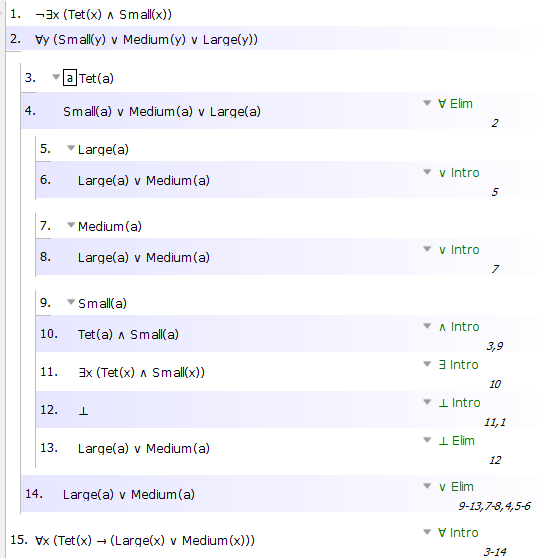 1. ¬∃x (Tet(x) ∧ Small(x))
2. ∀y (Small(y) ∨ Medium(y) ∨ Large(y))
3. a Tet(a)
4. Small(a) ∨ Medium(a) ∨ Large(a) ∀ Elim
2
5. Large(a)
6. Large(a) ∨ Medium(a) ∨ Intro
5
7. Medium(a)
8. Large(a) ∨ Medium(a) ∨ Intro
7
9. Small(a)
10. Tet(a) ∧ Small(a) ∧ Intro
3,9
11. ∃x (Tet(x) ∧ Small(x)) ∃ Intro
10
12. ⊥ ⊥ Intro
11,1
13. Large(a) ∨ Medium(a) ⊥ Elim
12
14. Large(a) ∨ Medium(a) ∨ Elim
9-13,7-8,4,5-6
15. ∀x (Tet(x) → (Large(x) ∨ Medium(x))) ∀ Intro
3-14